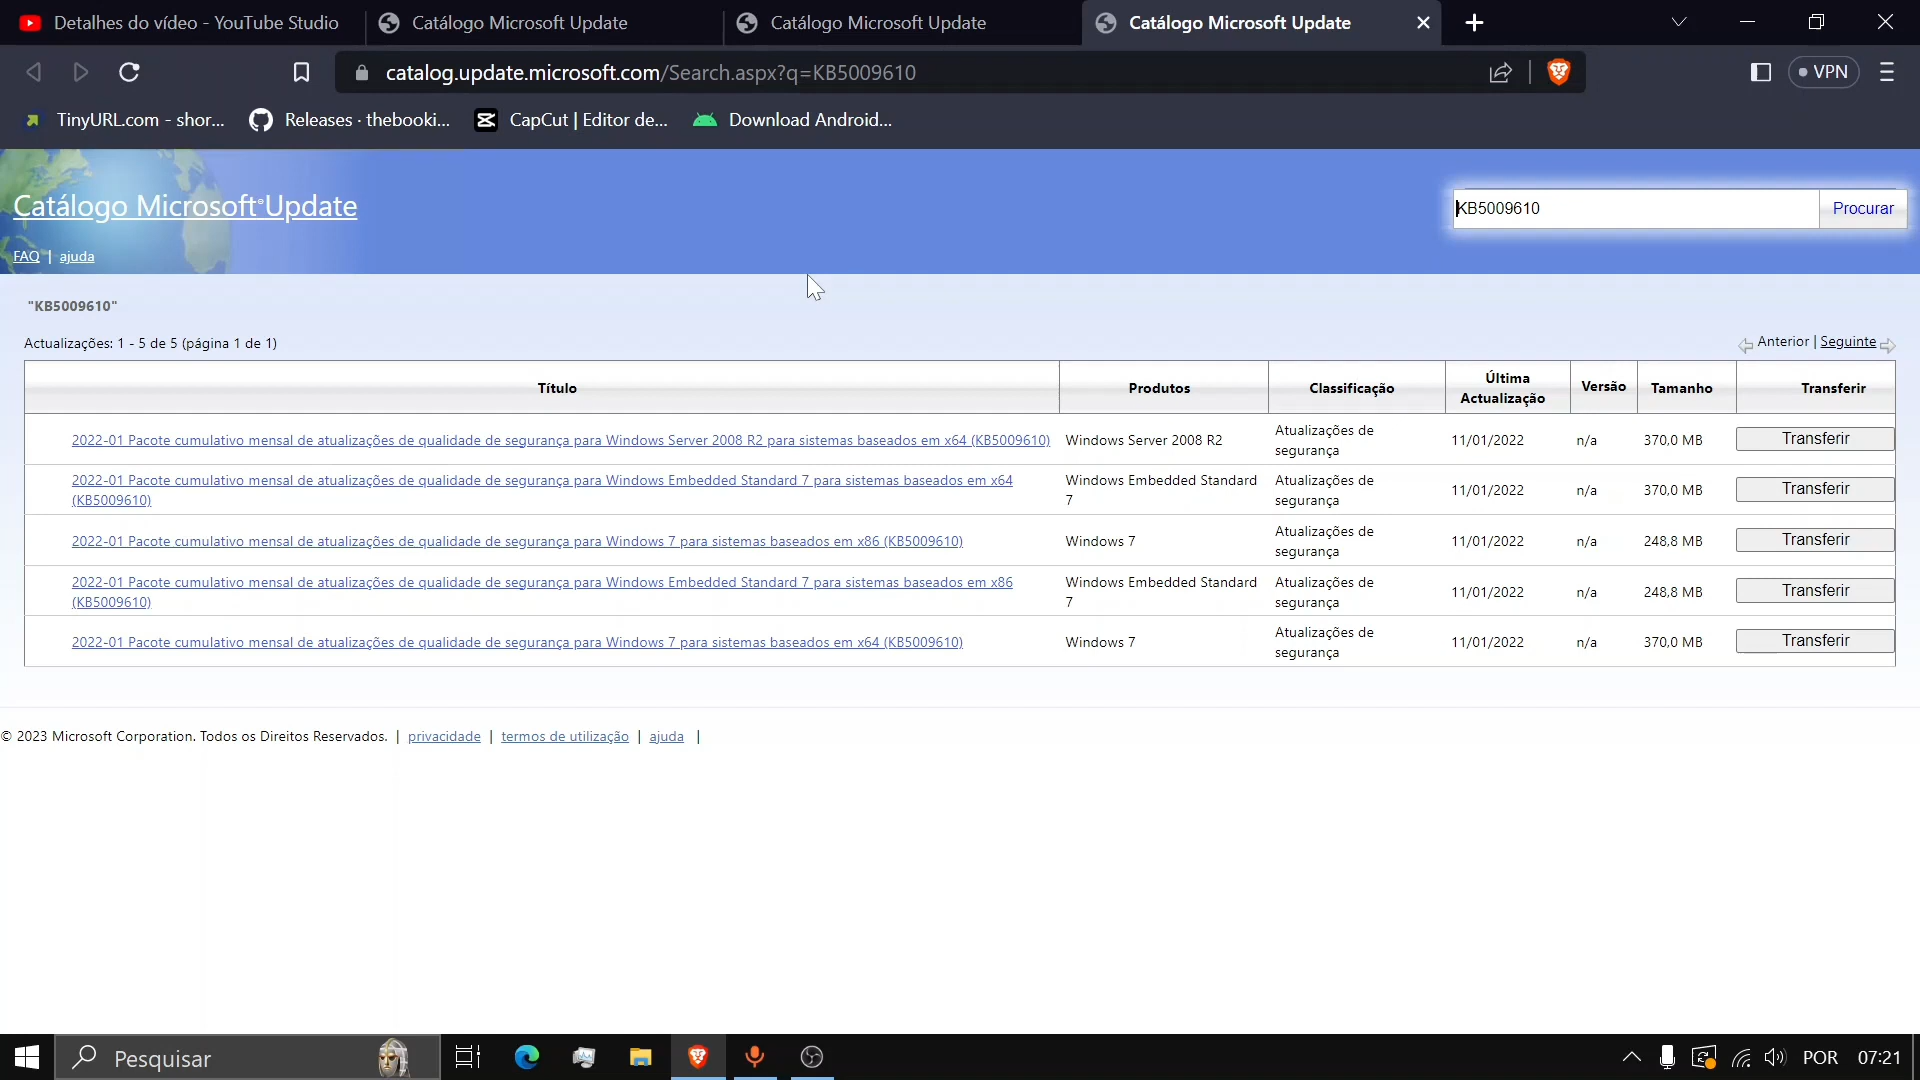 Detalhes do vídeo - YouTube Studio
Catálogo Microsoft Update
Catálogo Microsoft Update
Catálogo Microsoft Update
catalog.update.microsoft.com/Search.aspx?q=KB5009610
VPN
TinyURL.com - shor...
Releases · thebooki...
CapCut | Editor de...
Download Android...
Catálogo Microsoft®Update
KB5009610
Procurar
FAQ | ajuda
"KB5009610"
Actualizações: 1 - 5 de 5 (página 1 de 1)
Anterior | Seguinte
Título
Produtos
Classificação
Última
Actualização
Versão
Tamanho
Transferir
2022-01 Pacote cumulativo mensal de atualizações de qualidade de segurança para Windows Server 2008 R2 para sistemas baseados em x64 (KB5009610)
Windows Server 2008 R2
Atualizações de
segurança
11/01/2022
n/a
370,0 MB
Transferir
2022-01 Pacote cumulativo mensal de atualizações de qualidade de segurança para Windows Embedded Standard 7 para sistemas baseados em x64
(KB5009610)
Windows Embedded Standard
7
Atualizações de
segurança
11/01/2022
n/a
370,0 MB
Transferir
2022-01 Pacote cumulativo mensal de atualizações de qualidade de segurança para Windows 7 para sistemas baseados em x86 (KB5009610)
Windows 7
Atualizações de
segurança
11/01/2022
n/a
248,8 MB
Transferir
2022-01 Pacote cumulativo mensal de atualizações de qualidade de segurança para Windows Embedded Standard 7 para sistemas baseados em x86
(KB5009610)
Windows Embedded Standard
7
Atualizações de
segurança
11/01/2022
n/a
248,8 MB
Transferir
2022-01 Pacote cumulativo mensal de atualizações de qualidade de segurança para Windows 7 para sistemas baseados em x64 (KB5009610)
Windows 7
Atualizações de
segurança
11/01/2022
n/a
370,0 MB
Transferir
© 2023 Microsoft Corporation. Todos os Direitos Reservados. | privacidade | termos de utilização | ajuda |
Pesquisar
POR
07:21